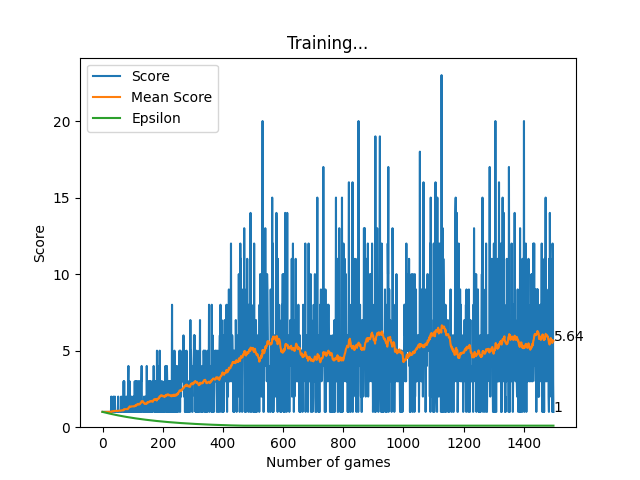 Training...
Score
Mean Score
Epsilon
20
15
10
5
0
Score
5.64
1
0 200 400 600 800 1000 1200 1400
Number of games